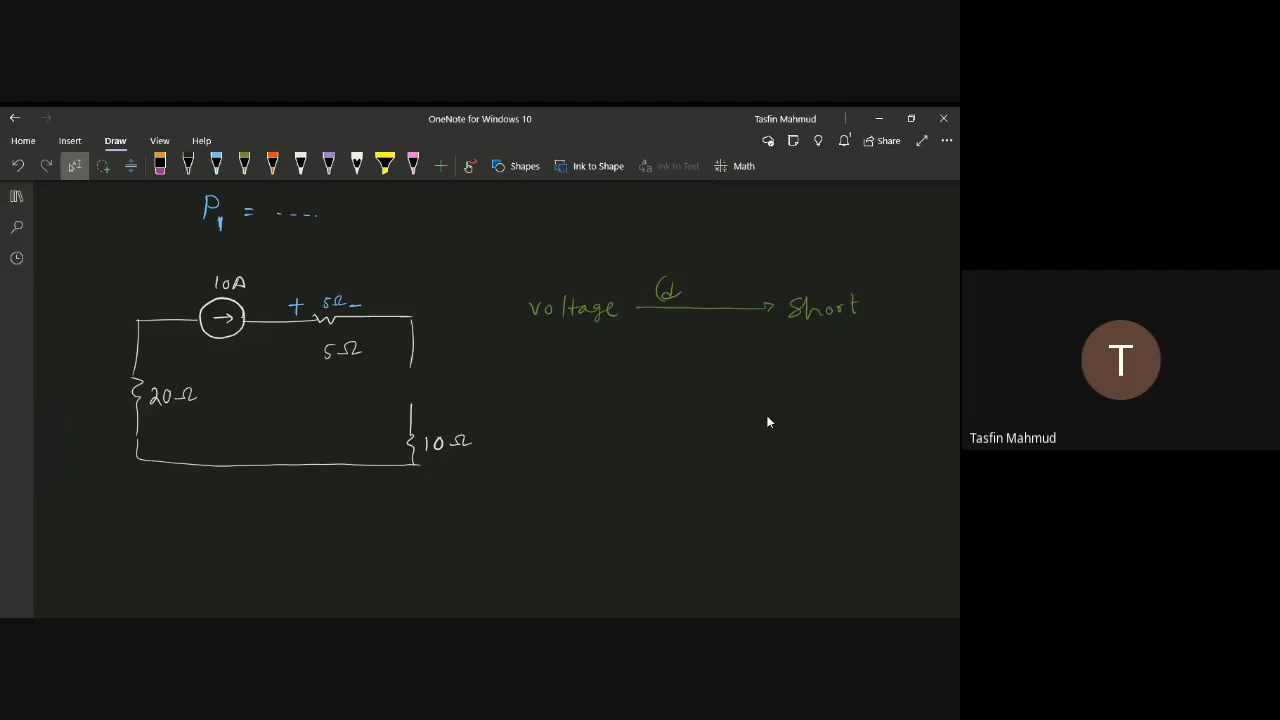 OneNote for Windows 10
Tasfin Mahmud
Home Insert Draw View Help
Share
Shapes Ink to Shape Ink to Text Math
P1 = ....
10A
+ 5Ω -
5Ω
20Ω
10Ω
voltage → short
T
Tasfin Mahmud